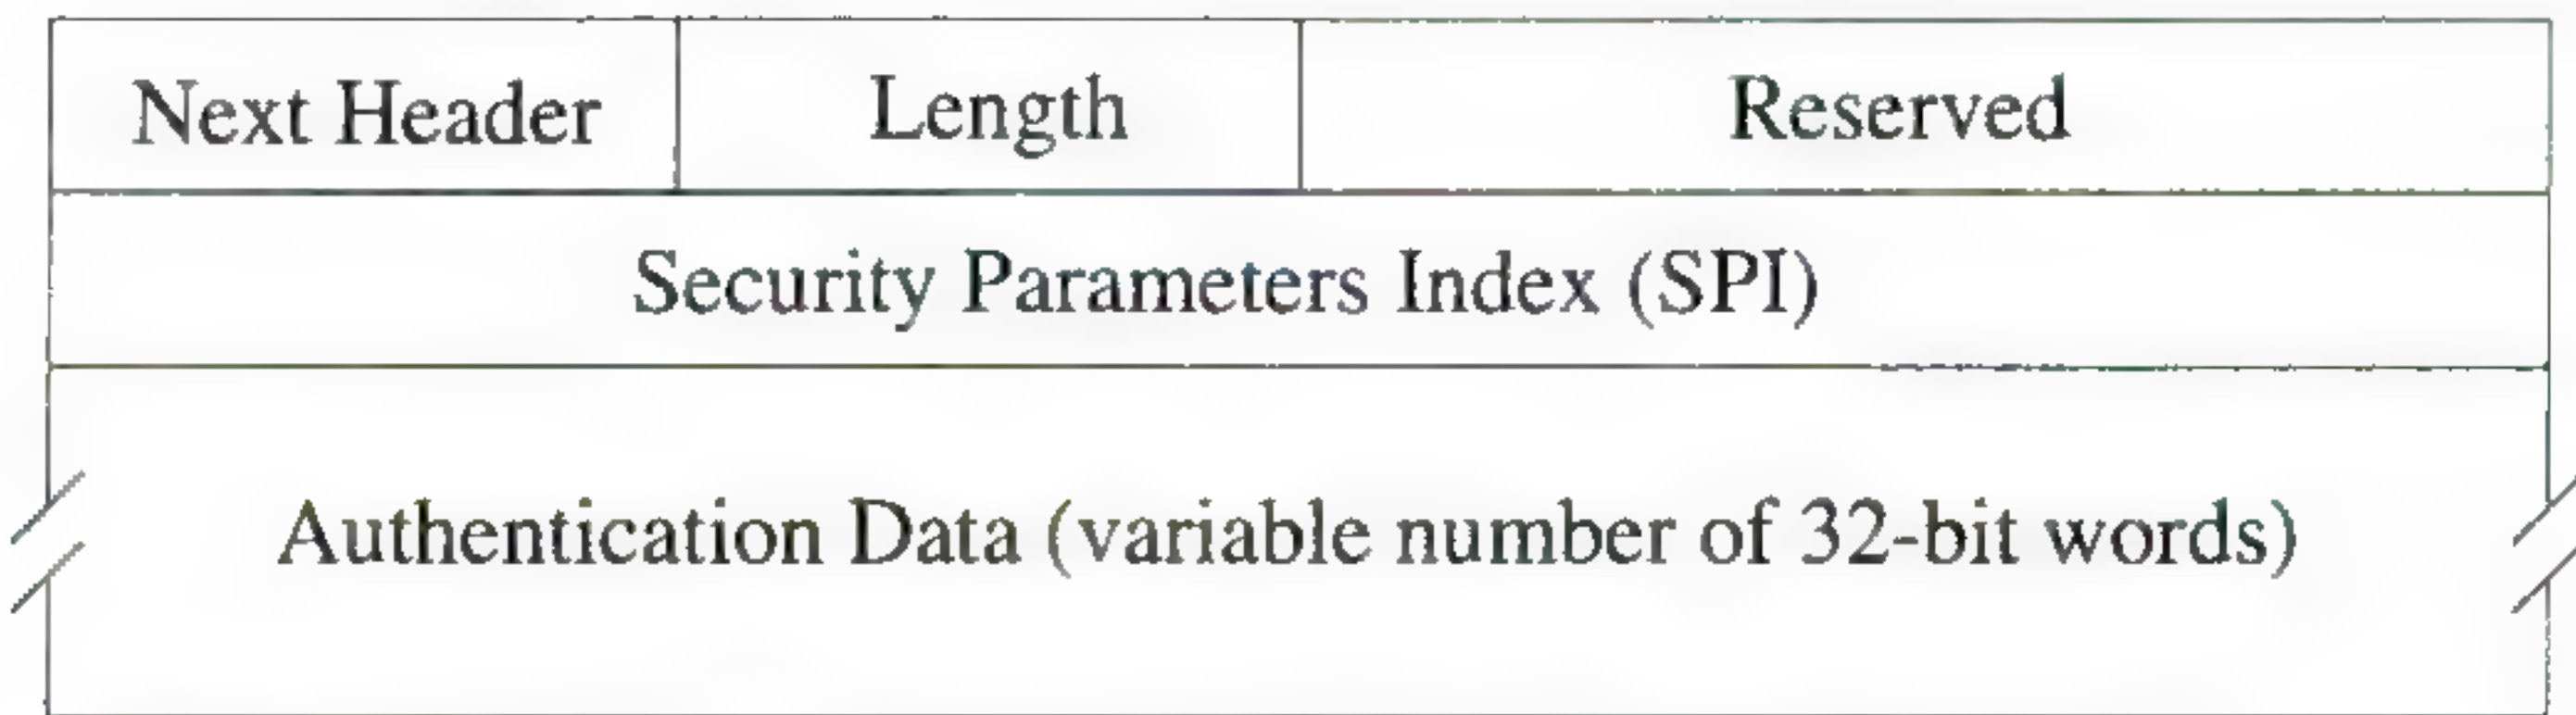 Next Header Length Reserved
Security Parameters Index (SPI)
Authentication Data (variable number of 32-bit words)